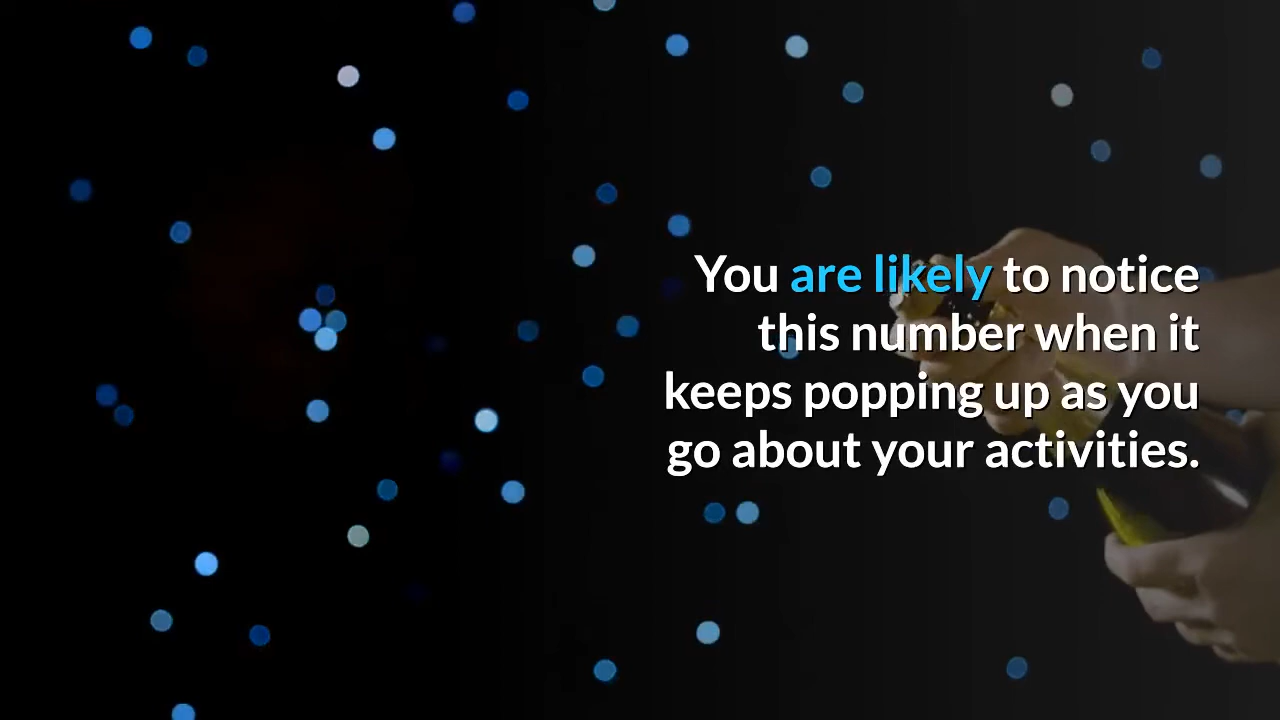 You are likely to notice
this number when it
keeps popping up as you
go about your activities.